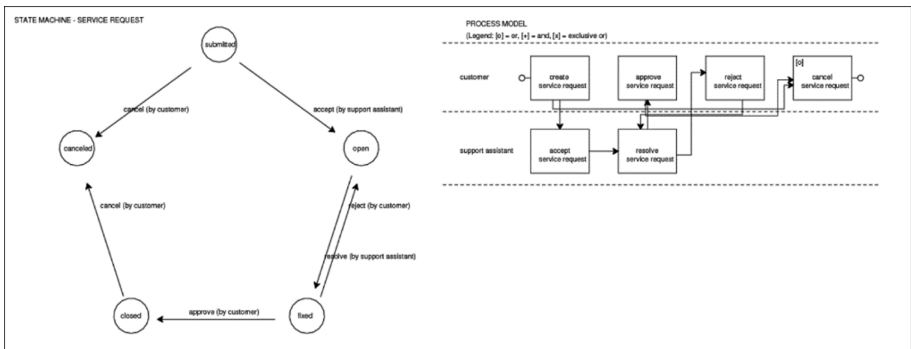 STATE MACHINE - SERVICE REQUEST
submitted
cancel (by customer)
accept (by support assistant)
canceled
open
cancel (by customer)
reject (by customer)
resolve (by support assistant)
closed
approve (by customer)
fixed
PROCESS MODEL
(Legend: [o] = or, [+] = and, [x] = exclusive or)
customer
create
service request
approve
service request
reject
service request
[o]
cancel
service request
support assistant
accept
service request
resolve
service request